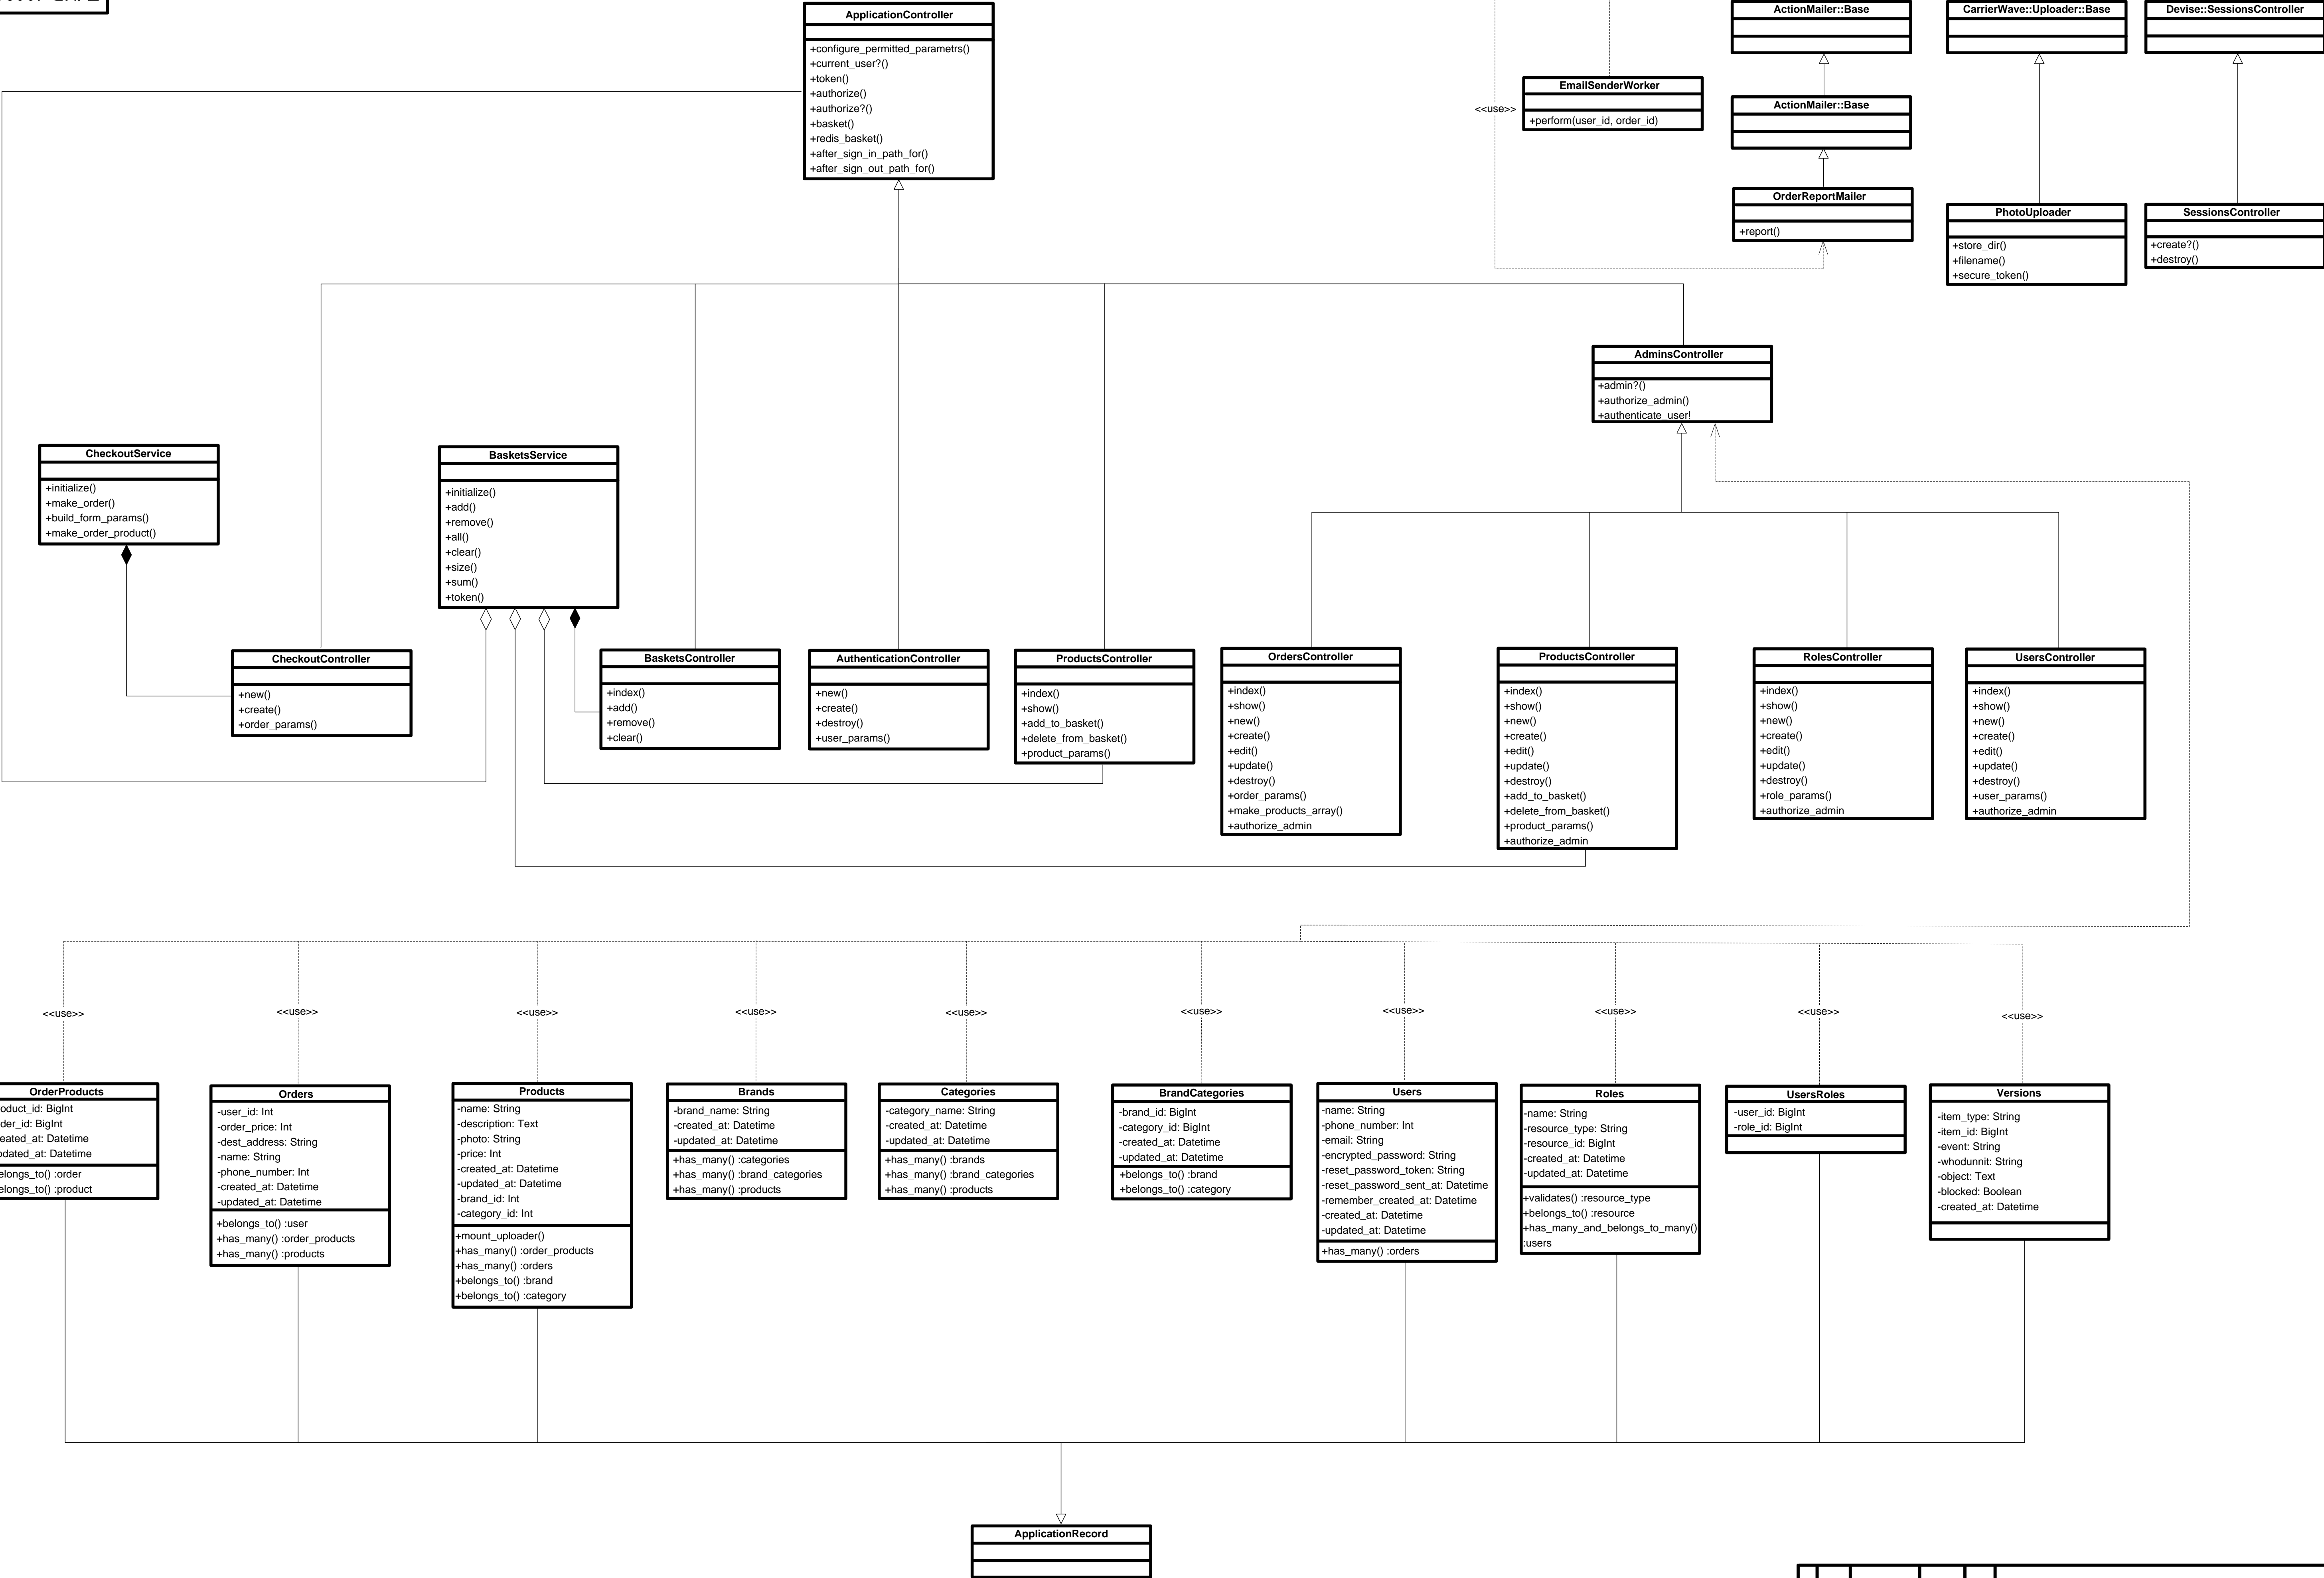 ApplicationController
+configure_permitted_parametrs()
+current_user?()
+token()
+authorize()
+authorize?()
+basket()
+redis_basket()
+after_sign_in_path_for()
+after_sign_out_path_for()
<<use>>
EmailSenderWorker
+perform(user_id, order_id)
ActionMailer::Base
ActionMailer::Base
OrderReportMailer
+report()
CarrierWave::Uploader::Base
PhotoUploader
+store_dir()
+filename()
+secure_token()
Devise::SessionsController
SessionsController
+create?()
+destroy()
AdminsController
+admin?()
+authorize_admin()
+authenticate_user!
CheckoutService
+initialize()
+make_order()
+build_form_params()
+make_order_product()
BasketsService
+initialize()
+add()
+remove()
+all()
+clear()
+size()
+sum()
+token()
CheckoutController
+new()
+create()
+order_params()
BasketsController
+index()
+add()
+remove()
+clear()
AuthenticationController
+new()
+create()
+destroy()
+user_params()
ProductsController
+index()
+show()
+add_to_basket()
+delete_from_basket()
+product_params()
OrdersController
+index()
+show()
+new()
+create()
+edit()
+update()
+destroy()
+order_params()
+make_products_array()
+authorize_admin
ProductsController
+index()
+show()
+new()
+create()
+edit()
+update()
+destroy()
+add_to_basket()
+delete_from_basket()
+product_params()
+authorize_admin
RolesController
+index()
+show()
+new()
+create()
+edit()
+update()
+destroy()
+role_params()
+authorize_admin
UsersController
+index()
+show()
+new()
+create()
+edit()
+update()
+destroy()
+user_params()
+authorize_admin
<<use>>
<<use>>
<<use>>
<<use>>
<<use>>
<<use>>
<<use>>
<<use>>
<<use>>
<<use>>
OrderProducts
oduct_id: BigInt
der_id: BigInt
eated_at: Datetime
pdated_at: Datetime
elongs_to() :order
elongs_to() :product
Orders
-user_id: Int
-order_price: Int
-dest_address: String
-name: String
-phone_number: Int
-created_at: Datetime
-updated_at: Datetime
+belongs_to() :user
+has_many() :order_products
+has_many() :products
Products
-name: String
-description: Text
-photo: String
-price: Int
-created_at: Datetime
-updated_at: Datetime
-brand_id: Int
-category_id: Int
+mount_uploader()
+has_many() :order_products
+has_many() :orders
+belongs_to() :brand
+belongs_to() :category
Brands
-brand_name: String
-created_at: Datetime
-updated_at: Datetime
+has_many() :categories
+has_many() :brand_categories
+has_many() :products
Categories
-category_name: String
-created_at: Datetime
-updated_at: Datetime
+has_many() :brands
+has_many() :brand_categories
+has_many() :products
BrandCategories
-brand_id: BigInt
-category_id: BigInt
-created_at: Datetime
-updated_at: Datetime
+belongs_to() :brand
+belongs_to() :category
Users
-name: String
-phone_number: Int
-email: String
-encrypted_password: String
-reset_password_token: String
-reset_password_sent_at: Datetime
-remember_created_at: Datetime
-created_at: Datetime
-updated_at: Datetime
+has_many() :orders
Roles
-name: String
-resource_type: String
-resource_id: BigInt
-created_at: Datetime
-updated_at: Datetime
+validates() :resource_type
+belongs_to() :resource
+has_many_and_belongs_to_many()
:users
UsersRoles
-user_id: BigInt
-role_id: BigInt
Versions
-item_type: String
-item_id: BigInt
-event: String
-whodunnit: String
-object: Text
-blocked: Boolean
-created_at: Datetime
ApplicationRecord